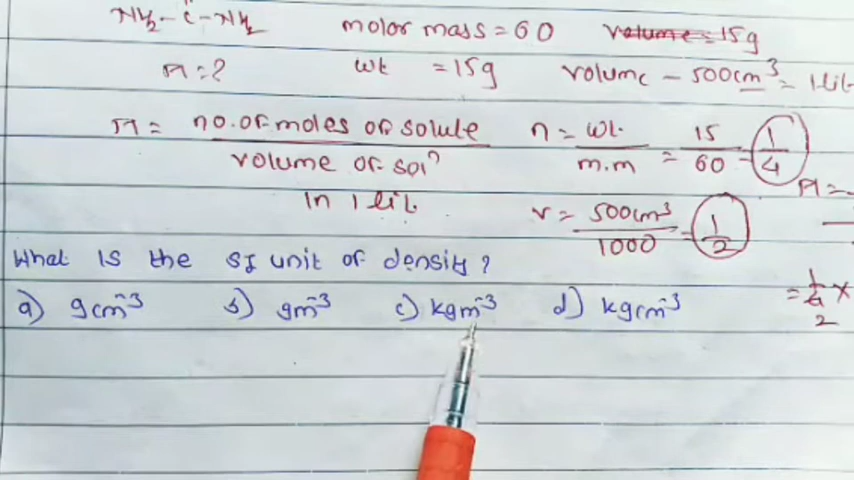 NH₂-C-NH₂ molor mass = 60 volume = 15g
M = ? wt = 15g volume - 500cm³ = 1lit
M = no.of.moles of solute / volume of solⁿ in 1 lit. n = wt. / m.m = 15 / 60 = 1/4
v = 500cm³ / 1000 = 1/2
What is the SI unit of density?
a) gcm⁻³ b) gm⁻³ c) kgm⁻³ d) kgcm⁻³